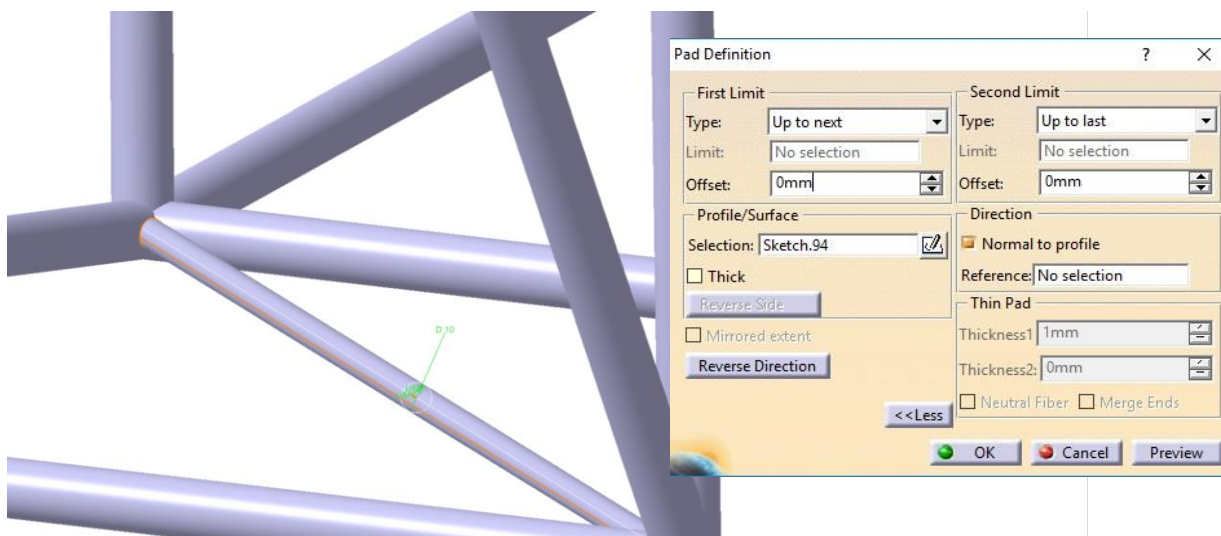 Pad Definition
?
First Limit
Type: Up to next
Limit: No selection
Offset: 0mm
Profile/Surface
Selection: Sketch.94
Thick
Reverse Side
Mirrored extent
Reverse Direction
<<Less
Second Limit
Type: Up to last
Limit: No selection
Offset: 0mm
Direction
Normal to profile
Reference: No selection
Thin Pad
Thickness1 1mm
Thickness2: 0mm
Neutral Fiber Merge Ends
OK Cancel Preview
D 10